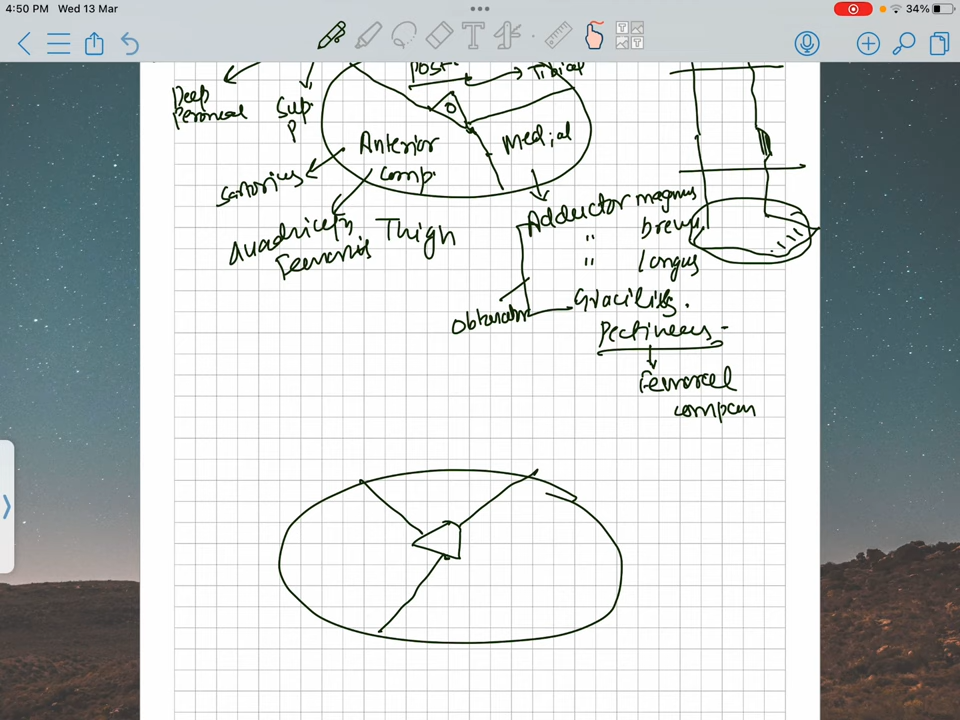 4:50 PM Wed 13 Mar
34%
T
Post.
Tibial
Deep
Peroneal
Sup
P
Anterior
comp.
Medial
Sartorius
Quadriceps
Femoris
Thigh
Adductor magnus
" brevis
" longus
Gracilis.
Obturator
Pectineus
Femoral